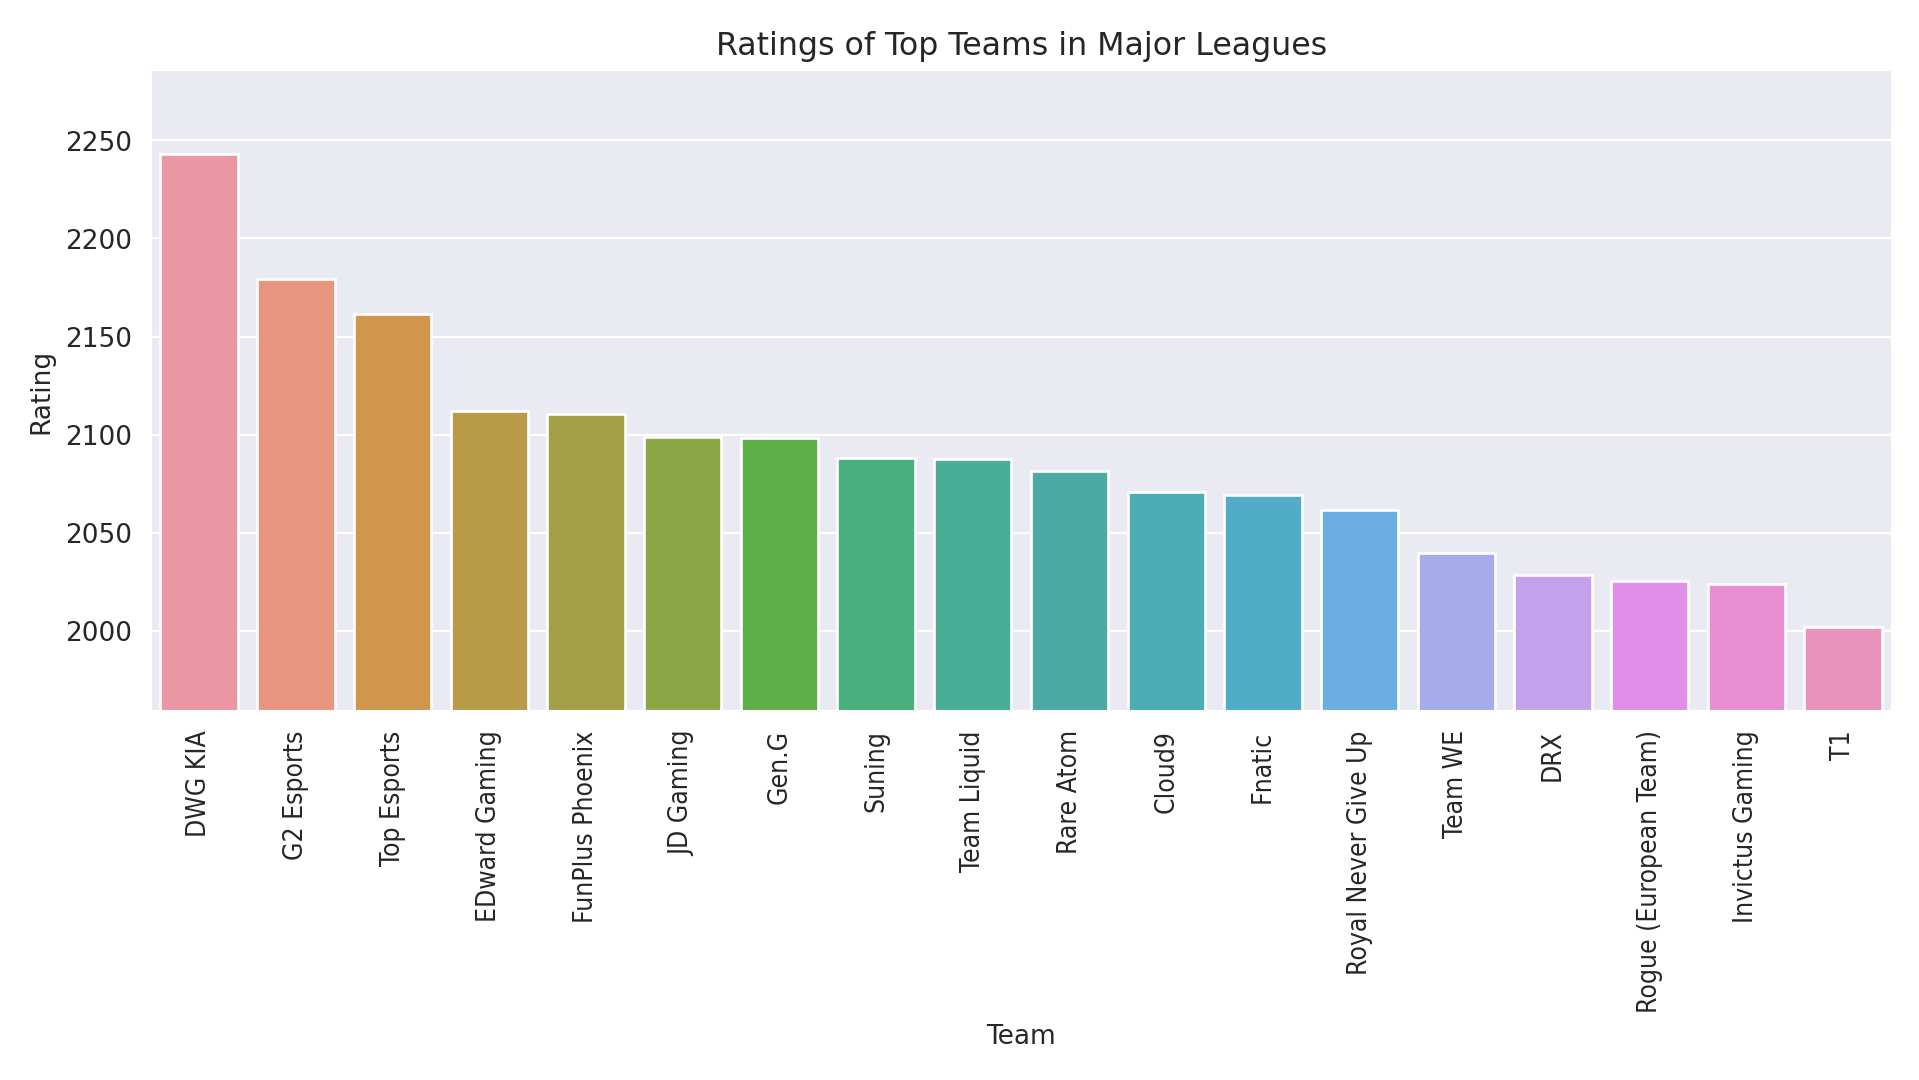 Ratings of Top Teams in Major Leagues
Rating
2250
2200
2150
2100
2050
2000
DWG KIA
G2 Esports
Top Esports
EDward Gaming
FunPlus Phoenix
JD Gaming
Gen.G
Suning
Team Liquid
Rare Atom
Cloud9
Fnatic
Royal Never Give Up
Team WE
DRX
Rogue (European Team)
Invictus Gaming
T1
Team